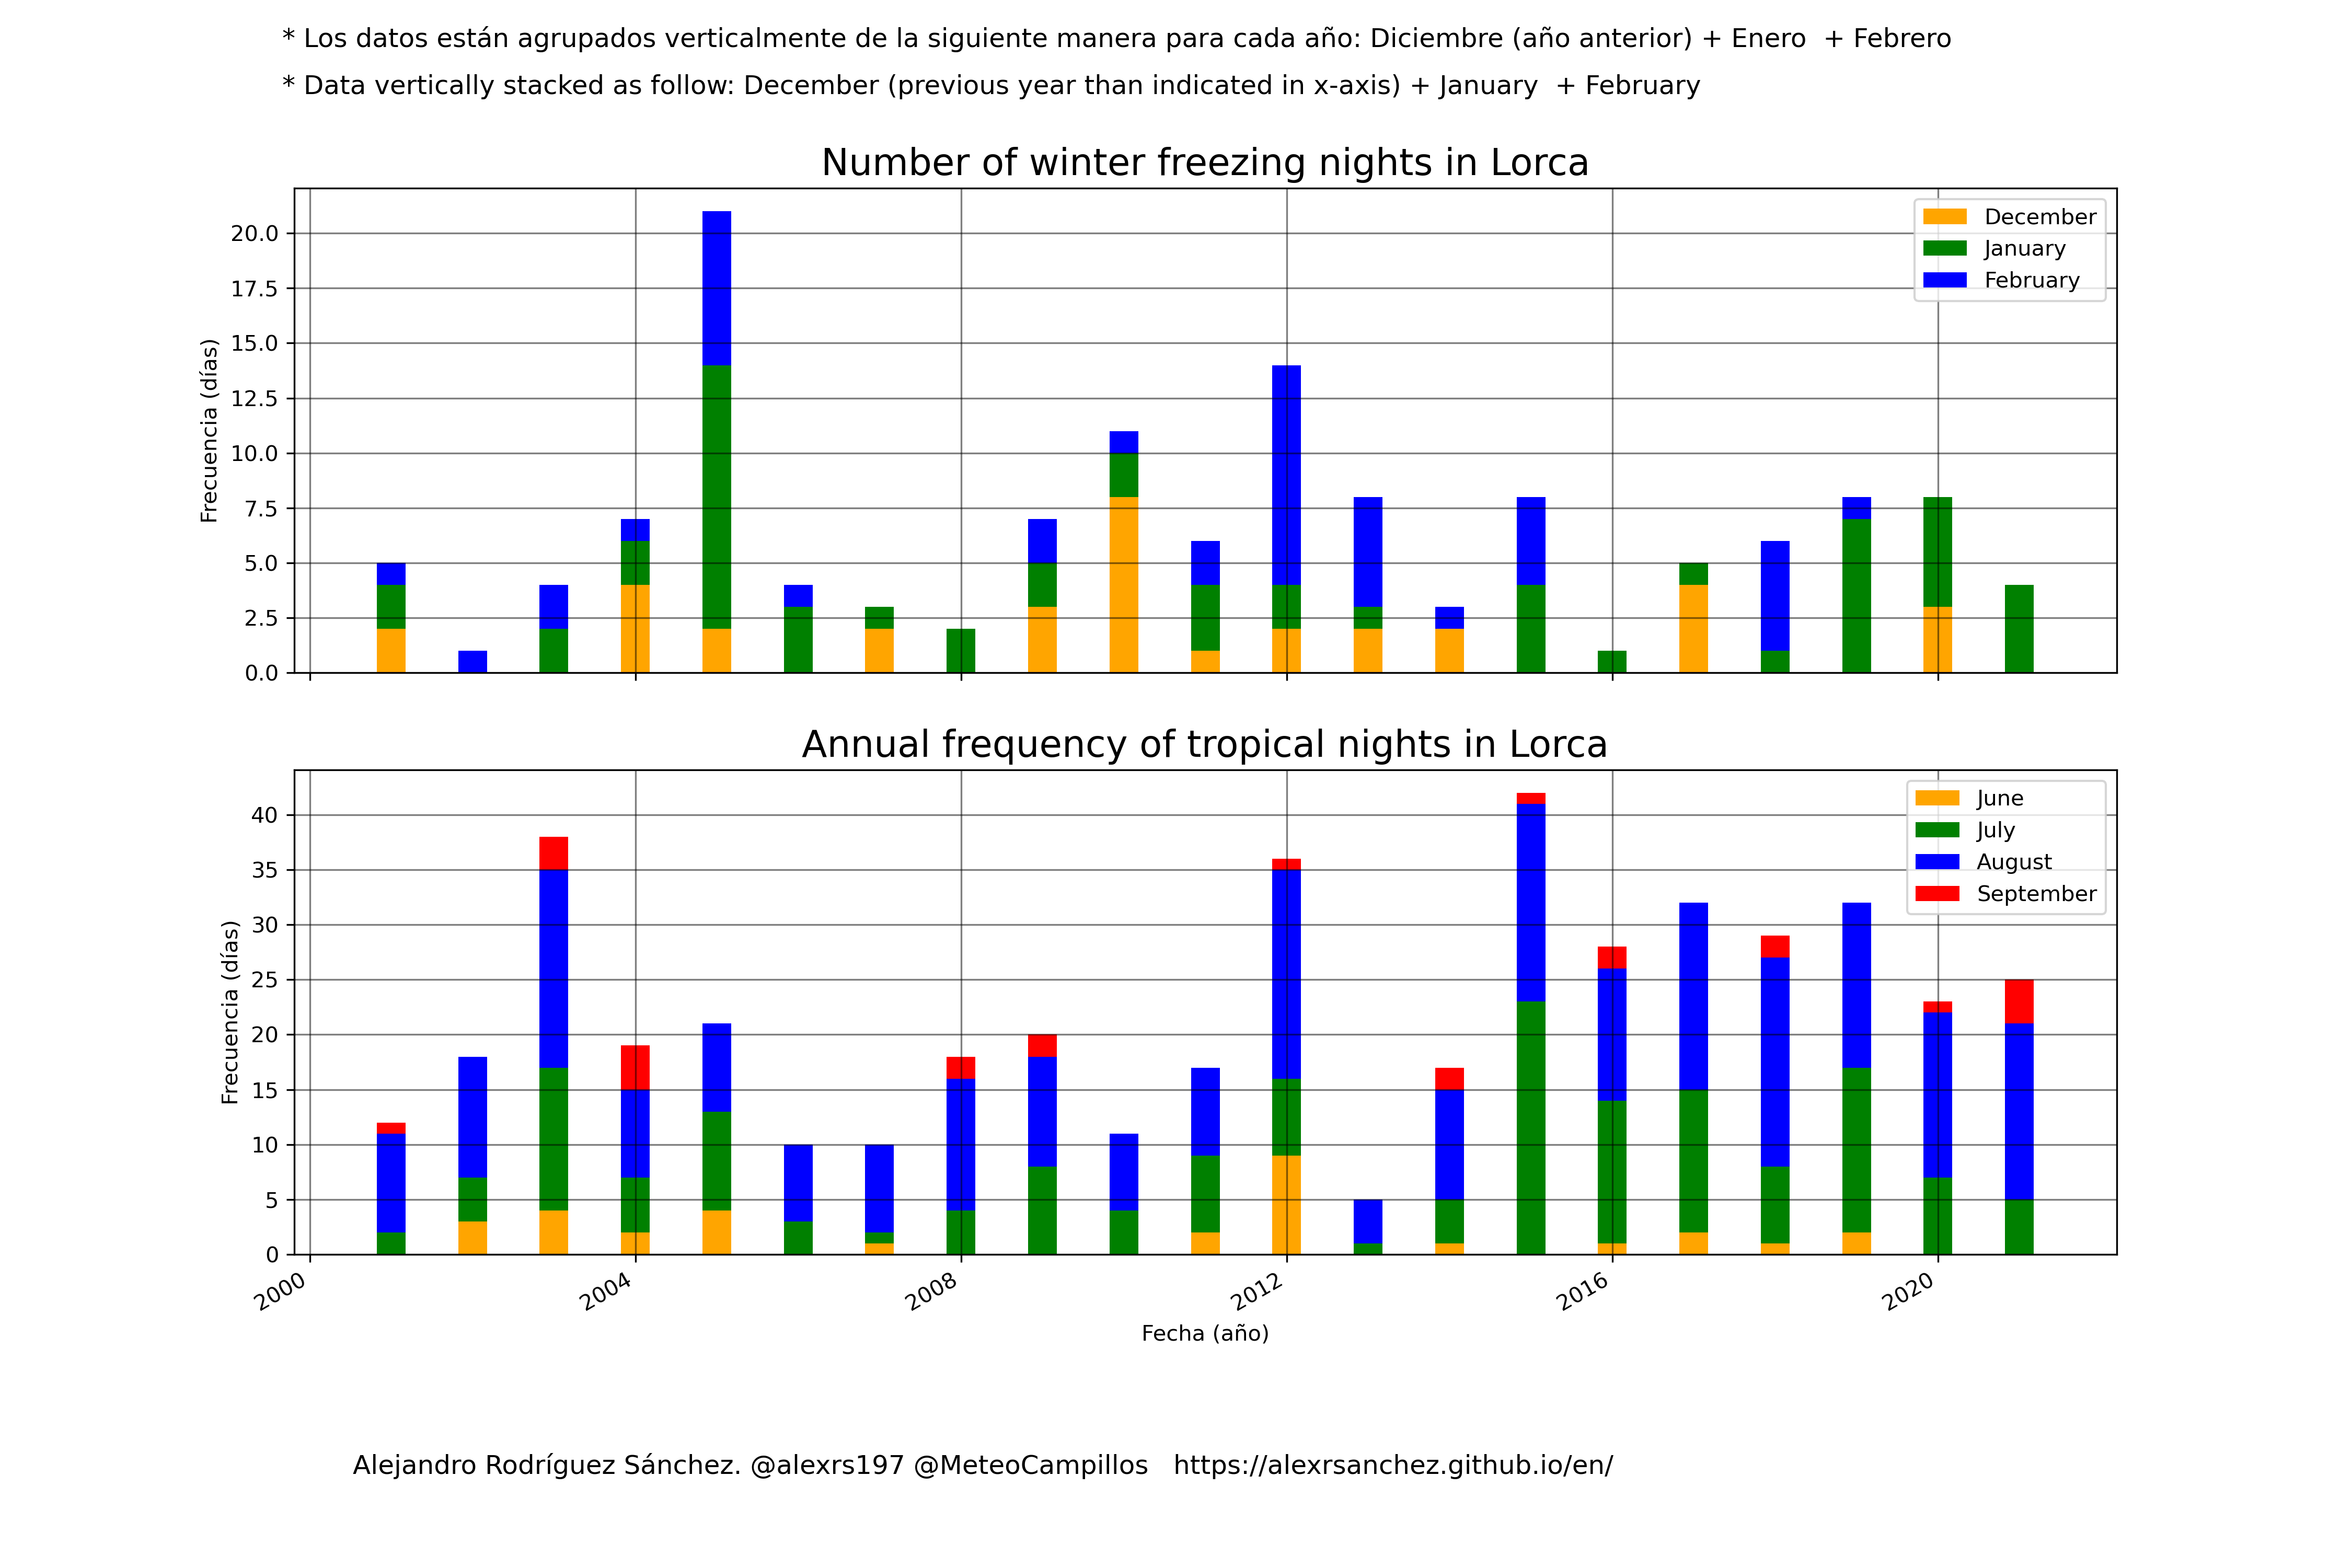 * Los datos están agrupados verticalmente de la siguiente manera para cada año: Diciembre (año anterior) + Enero  + Febrero
* Data vertically stacked as follow: December (previous year than indicated in x-axis) + January  + February
Number of winter freezing nights in Lorca
Frecuencia (días)
20.0
17.5
15.0
12.5
10.0
7.5
5.0
2.5
0.0
December
January
February
Annual frequency of tropical nights in Lorca
Frecuencia (días)
40
35
30
25
20
15
10
5
0
June
July
August
September
2000 2004 2008 2012 2016 2020
Fecha (año)
Alejandro Rodríguez Sánchez. @alexrs197 @MeteoCampillos   https://alexrsanchez.github.io/en/